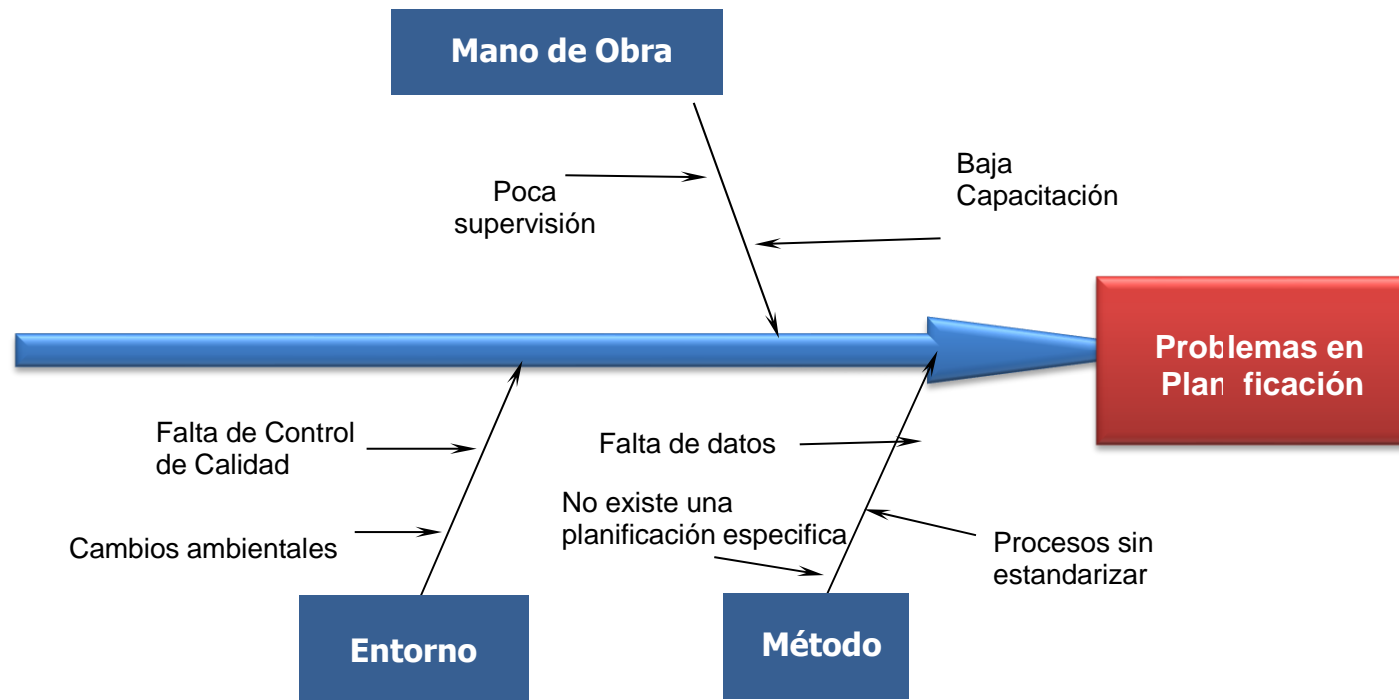 Mano de Obra
Poca
supervisión
Baja
Capacitación
Problemas en
Plan ficación
Falta de Control
de Calidad
Cambios ambientales
Falta de datos
No existe una
planificación especifica
Procesos sin
estandarizar
Entorno
Método